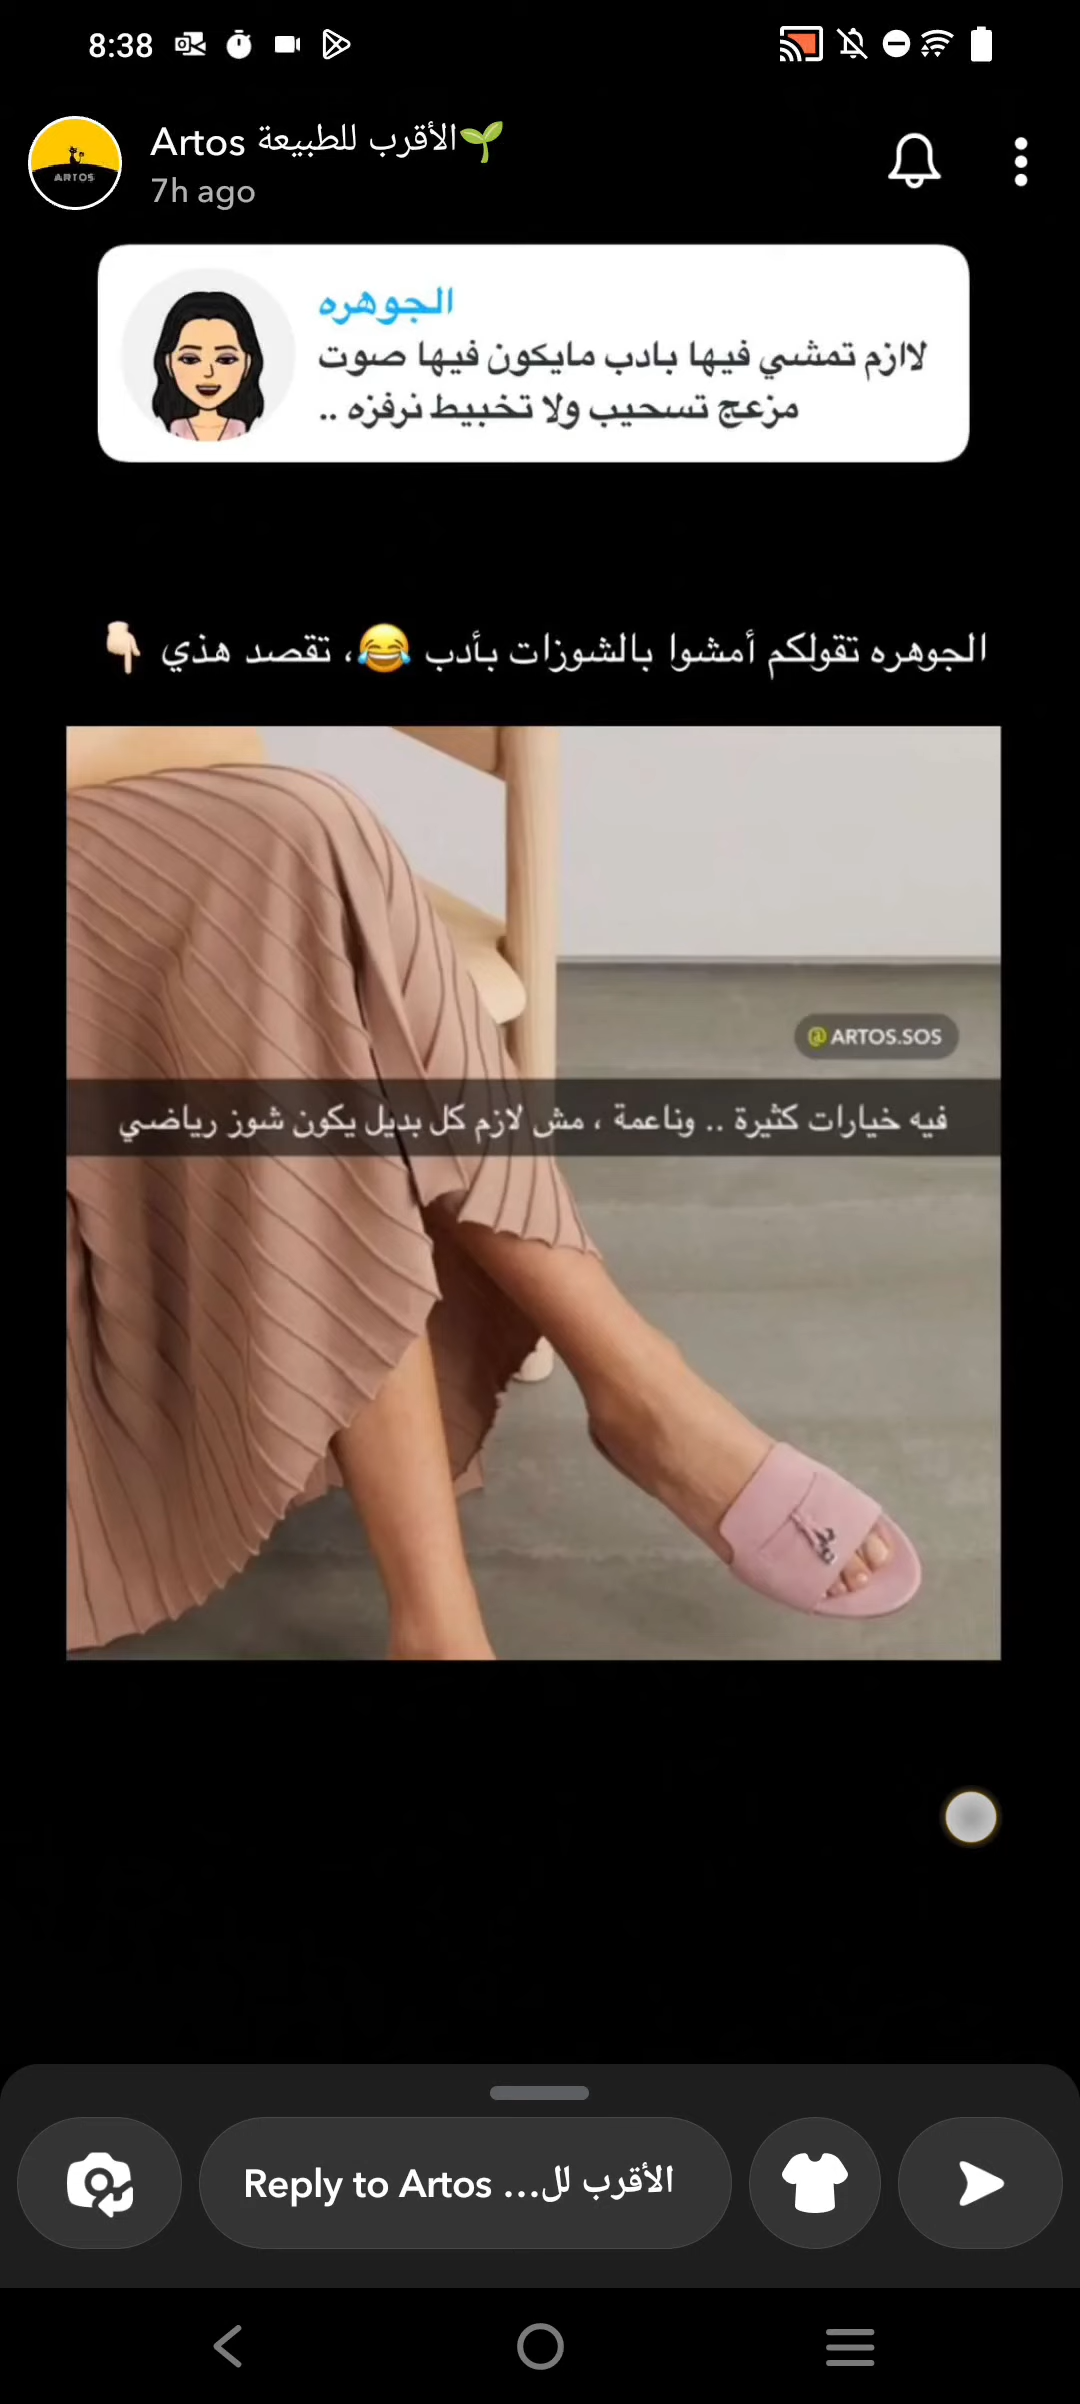 8:38
Artos الأقرب للطبيعة🌱
ARTOS
7h ago
الجوهره
لاازم تمشي فيها بادب مايكون فيها صوت
مزعج تسحيب ولا تخبيط نرفزه ..
الجوهره تقولكم أمشوا بالشوزات بأدب 😂، تقصد هذي 👇🏻
@ARTOS.SOS
فيه خيارات كثيرة .. وناعمة ، مش لازم كل بديل يكون شوز رياضي
Reply to Artos الأقرب لل...